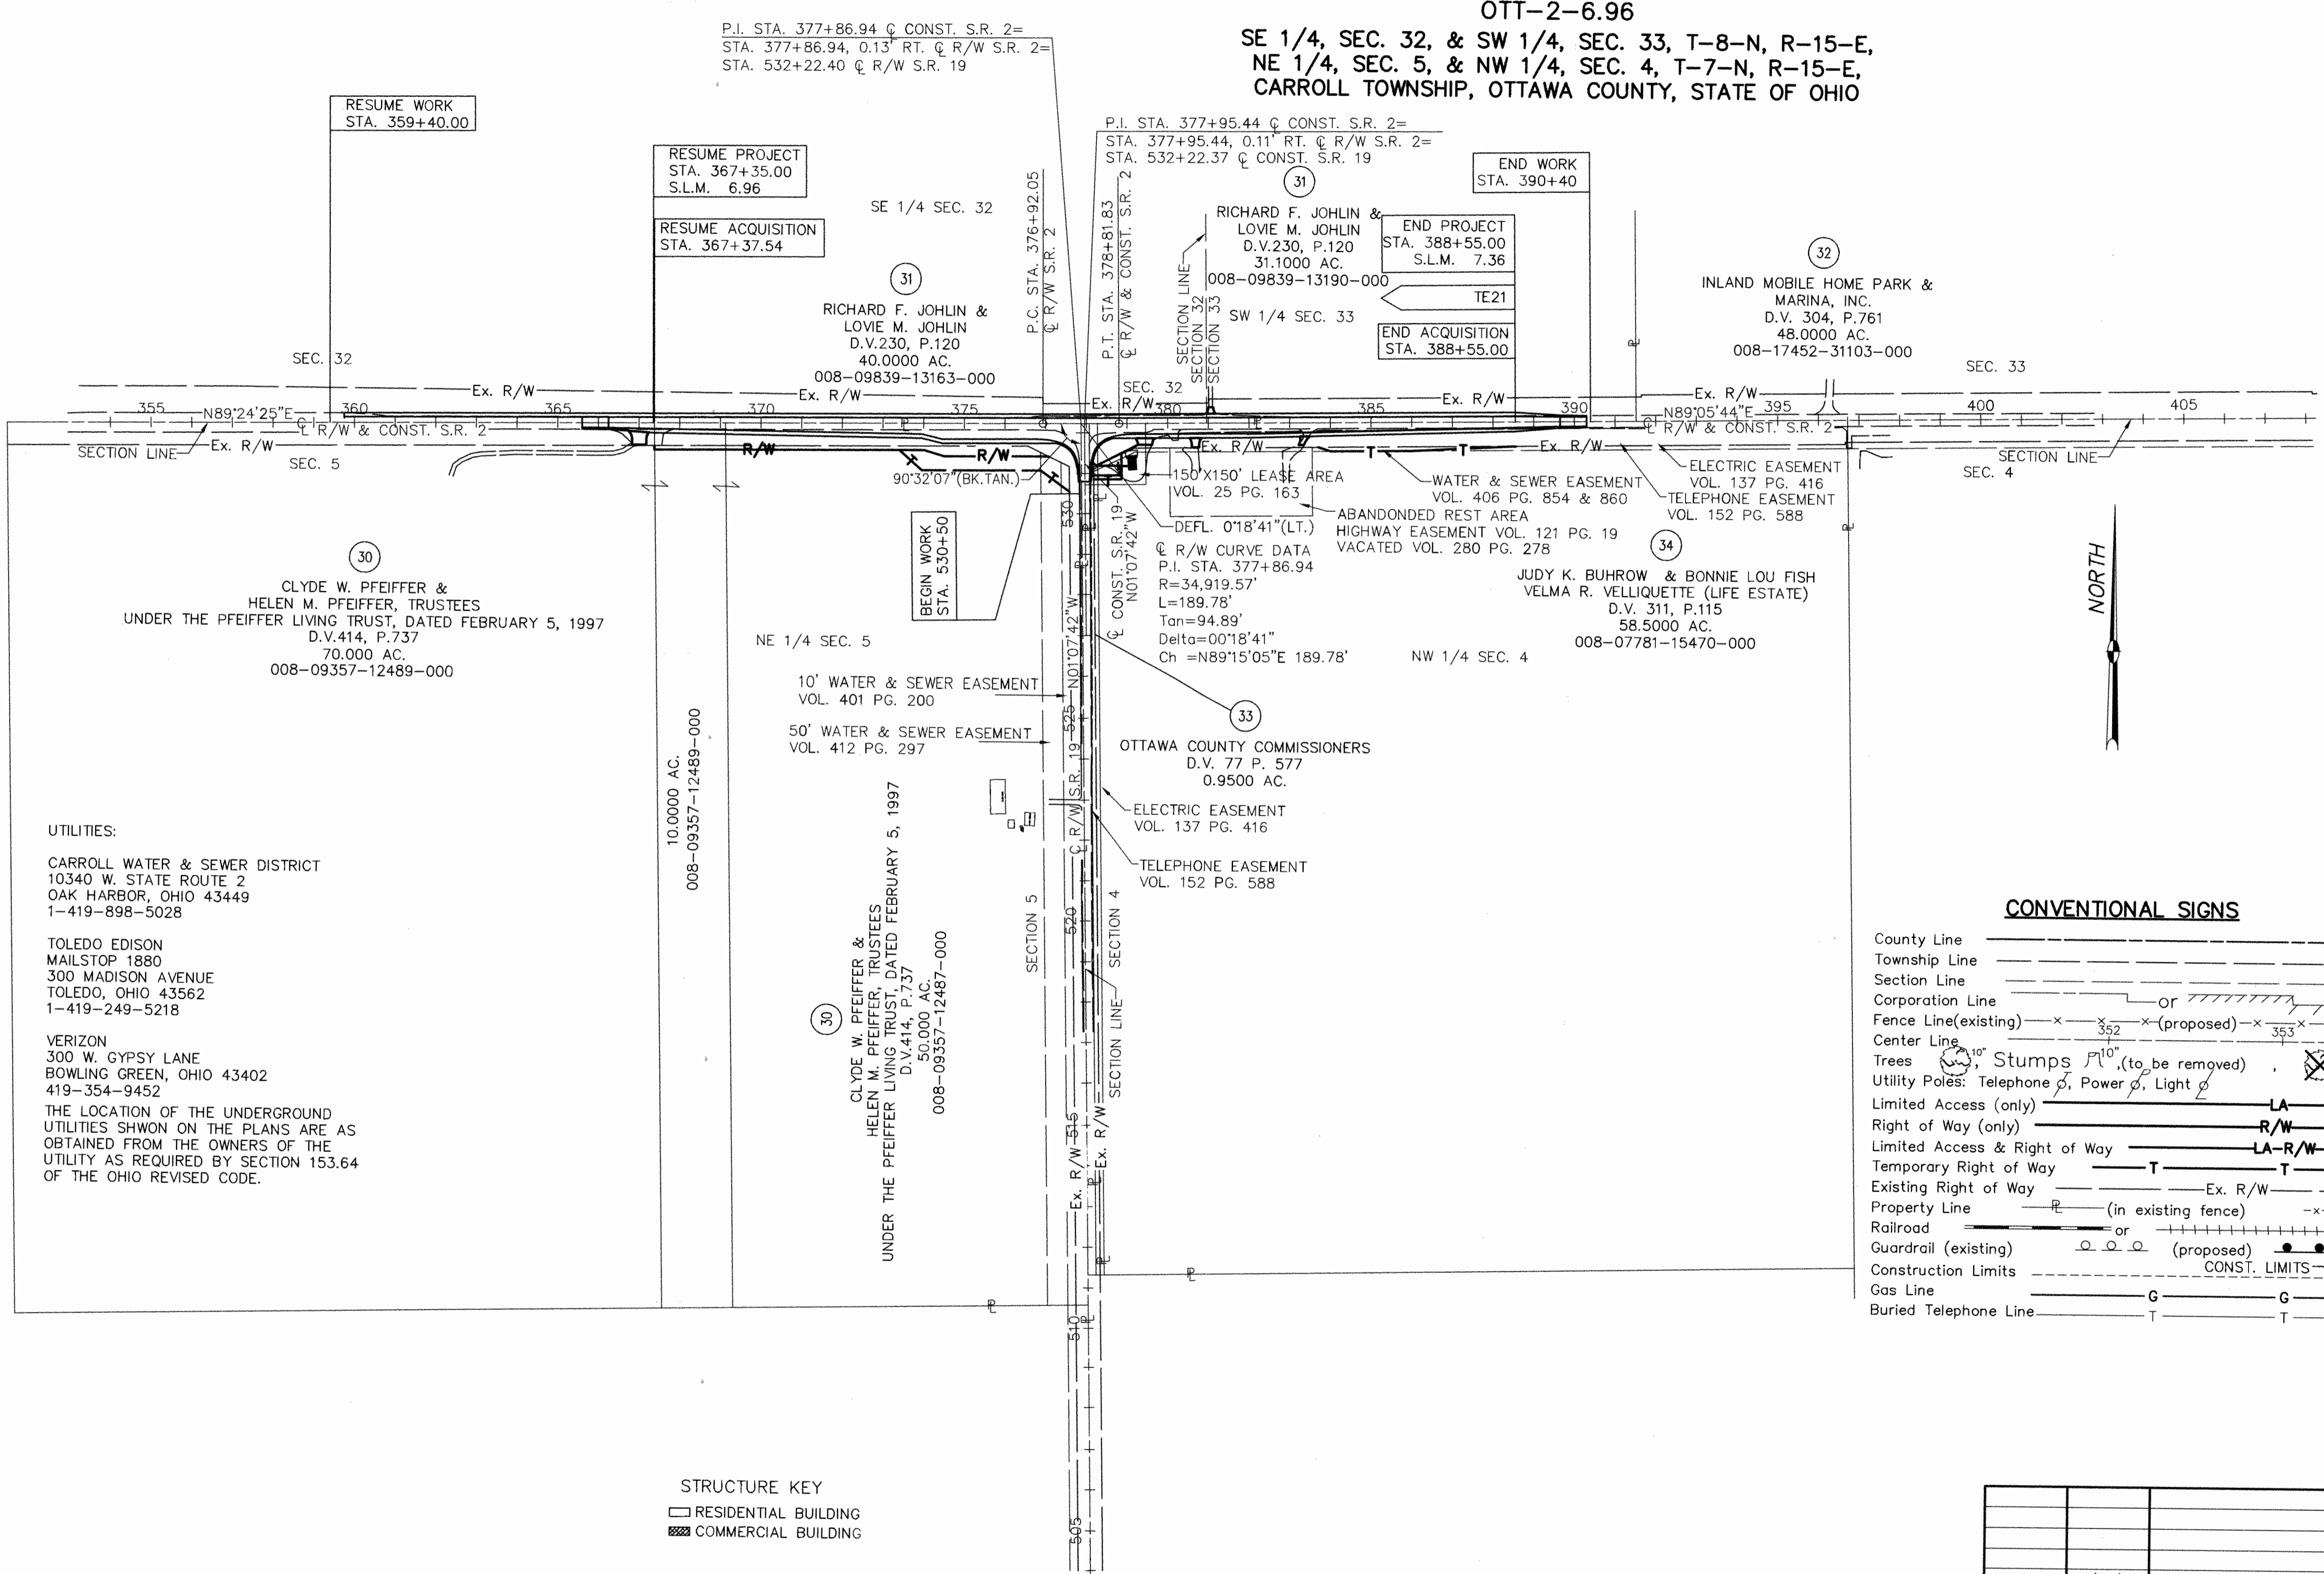 OTT-2-6.96
SE 1/4, SEC. 32, & SW 1/4, SEC. 33, T-8-N, R-15-E,
NE 1/4, SEC. 5, & NW 1/4, SEC. 4, T-7-N, R-15-E,
CARROLL TOWNSHIP, OTTAWA COUNTY, STATE OF OHIO
P.I. STA. 377+86.94 ℄ CONST. S.R. 2=
STA. 377+86.94, 0.13' RT. ℄ R/W S.R. 2=
STA. 532+22.40 ℄ R/W S.R. 19
RESUME WORK
STA. 359+40.00
RESUME PROJECT
STA. 367+35.00
S.L.M. 6.96
RESUME ACQUISITION
STA. 367+37.54
SE 1/4 SEC. 32
P.I. STA. 377+95.44 ℄ CONST. S.R. 2=
STA. 377+95.44, 0.11' RT. ℄ R/W S.R. 2=
STA. 532+22.37 ℄ CONST. S.R. 19
P.C. STA. 376+92.05
℄ R/W S.R. 2
P.T. STA. 378+81.83
℄ R/W & CONST. S.R. 2
SECTION LINE
SECTION 32
SECTION 33
31
RICHARD F. JOHLIN &
LOVIE M. JOHLIN
D.V.230, P.120
40.0000 AC.
008-09839-13163-000
31
RICHARD F. JOHLIN &
LOVIE M. JOHLIN
D.V.230, P.120
31.1000 AC.
008-09839-13190-000
SW 1/4 SEC. 33
END WORK
STA. 390+40
END PROJECT
STA. 388+55.00
S.L.M. 7.36
TE21
END ACQUISITION
STA. 388+55.00
32
INLAND MOBILE HOME PARK &
MARINA, INC.
D.V. 304, P.761
48.0000 AC.
008-17452-31103-000
SEC. 32
SEC. 32
SEC. 33
Ex. R/W
Ex. R/W
Ex. R/W
Ex. R/W
Ex. R/W
355
360
365
370
375
380
385
390
395
400
405
N89°24'25"E
℄ R/W & CONST. S.R. 2
N89°05'44"E
℄ R/W & CONST. S.R. 2
SECTION LINE
Ex. R/W
SEC. 5
R/W
R/W
Ex. R/W
T
T
Ex. R/W
SECTION LINE
SEC. 4
90°32'07"(BK.TAN.)
150'X150' LEASE AREA
VOL. 25 PG. 163
WATER & SEWER EASEMENT
VOL. 406 PG. 854 & 860
ELECTRIC EASEMENT
VOL. 137 PG. 416
TELEPHONE EASEMENT
VOL. 152 PG. 588
ABANDONDED REST AREA
HIGHWAY EASEMENT VOL. 121 PG. 19
VACATED VOL. 280 PG. 278
DEFL. 0°18'41"(LT.)
℄ R/W CURVE DATA
P.I. STA. 377+86.94
R=34,919.57'
L=189.78'
Tan=94.89'
Delta=00°18'41"
Ch =N89°15'05"E 189.78'
BEGIN WORK
STA. 530+50
℄ CONST. S.R. 19
N01°07'42"W
30
CLYDE W. PFEIFFER &
HELEN M. PFEIFFER, TRUSTEES
UNDER THE PFEIFFER LIVING TRUST, DATED FEBRUARY 5, 1997
D.V.414, P.737
70.000 AC.
008-09357-12489-000
34
JUDY K. BUHROW & BONNIE LOU FISH
VELMA R. VELLIQUETTE (LIFE ESTATE)
D.V. 311, P.115
58.5000 AC.
008-07781-15470-000
NORTH
NE 1/4 SEC. 5
NW 1/4 SEC. 4
10' WATER & SEWER EASEMENT
VOL. 401 PG. 200
50' WATER & SEWER EASEMENT
VOL. 412 PG. 297
33
OTTAWA COUNTY COMMISSIONERS
D.V. 77 P. 577
0.9500 AC.
ELECTRIC EASEMENT
VOL. 137 PG. 416
TELEPHONE EASEMENT
VOL. 152 PG. 588
10.0000 AC.
008-09357-12489-000
530
N01°07'42"W
525
℄ R/W S.R. 19
520
515
Ex. R/W
Ex. R/W
510
505
SECTION 5
SECTION 4
SECTION LINE
30
CLYDE W. PFEIFFER &
HELEN M. PFEIFFER, TRUSTEES
UNDER THE PFEIFFER LIVING TRUST, DATED FEBRUARY 5, 1997
D.V.414, P.737
50.000 AC.
008-09357-12487-000
UTILITIES:
CARROLL WATER & SEWER DISTRICT
10340 W. STATE ROUTE 2
OAK HARBOR, OHIO 43449
1-419-898-5028
TOLEDO EDISON
MAILSTOP 1880
300 MADISON AVENUE
TOLEDO, OHIO 43562
1-419-249-5218
VERIZON
300 W. GYPSY LANE
BOWLING GREEN, OHIO 43402
419-354-9452
THE LOCATION OF THE UNDERGROUND
UTILITIES SHWON ON THE PLANS ARE AS
OBTAINED FROM THE OWNERS OF THE
UTILITY AS REQUIRED BY SECTION 153.64
OF THE OHIO REVISED CODE.
CONVENTIONAL SIGNS
County Line
Township Line
Section Line
Corporation Line or
Fence Line(existing) (proposed)
352 353
Center Line
Trees 10", Stumps 10",(to be removed) ,
Utility Poles: Telephone , Power , Light
Limited Access (only) LA
Right of Way (only) R/W
Limited Access & Right of Way LA-R/W
Temporary Right of Way T T
Existing Right of Way Ex. R/W
Property Line ℙL (in existing fence)
Railroad or
Guardrail (existing) (proposed)
Construction Limits CONST. LIMITS
Gas Line G G
Buried Telephone Line T T
STRUCTURE KEY
RESIDENTIAL BUILDING
COMMERCIAL BUILDING